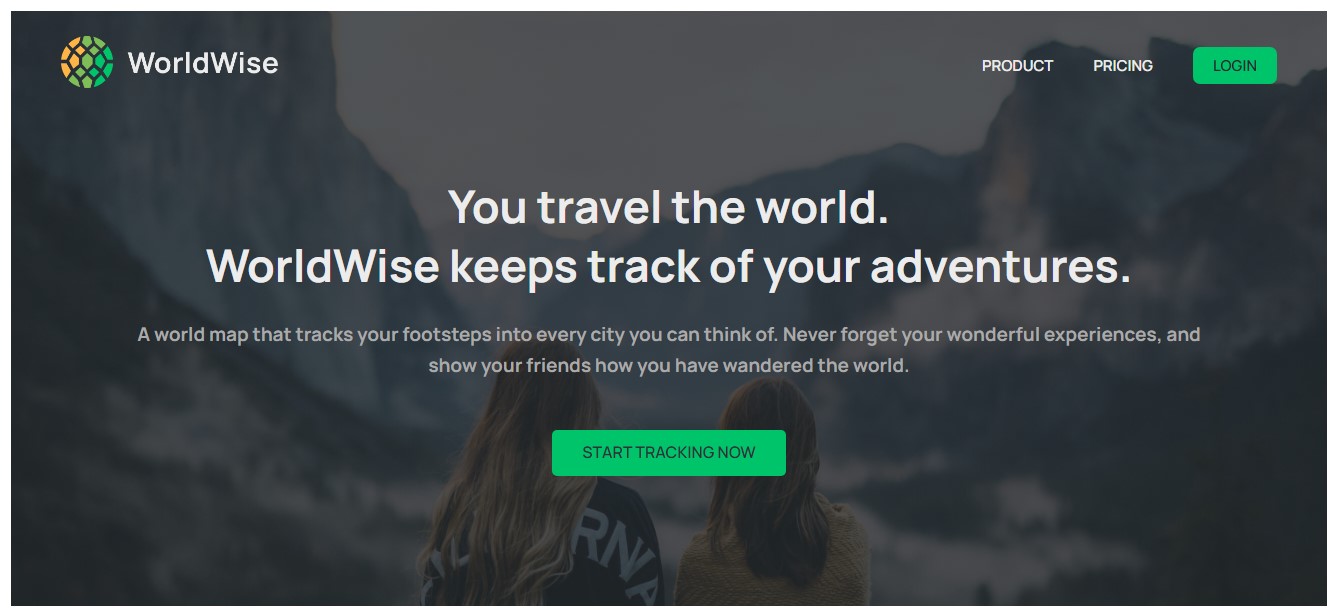 WorldWise
PRODUCT PRICING LOGIN
You travel the world.
WorldWise keeps track of your adventures.
A world map that tracks your footsteps into every city you can think of. Never forget your wonderful experiences, and
show your friends how you have wandered the world.
START TRACKING NOW